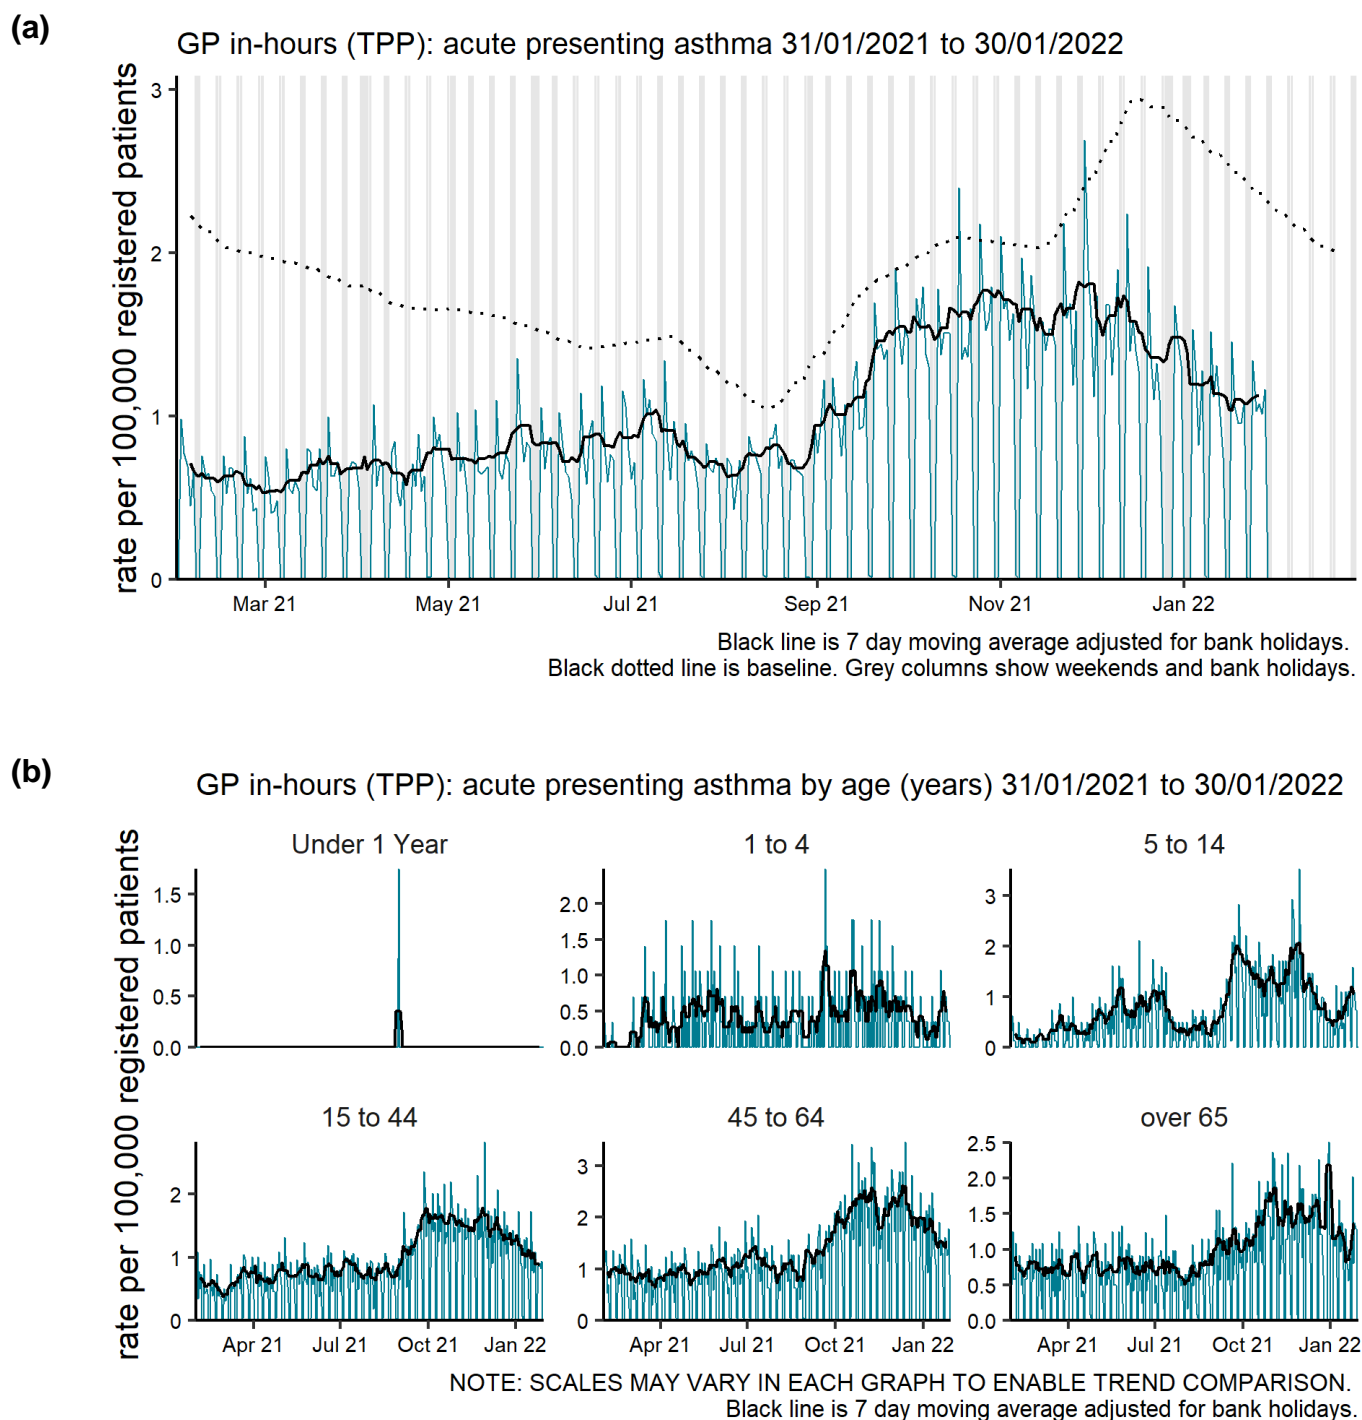 (a)
GP in-hours (TPP): acute presenting asthma 31/01/2021 to 30/01/2022
rate per 100,000 registered patients
3
2
1
0
Mar 21
May 21
Jul 21
Sep 21
Nov 21
Jan 22
Black line is 7 day moving average adjusted for bank holidays.
Black dotted line is baseline. Grey columns show weekends and bank holidays.
(b)
GP in-hours (TPP): acute presenting asthma by age (years) 31/01/2021 to 30/01/2022
rate per 100,000 registered patients
Under 1 Year
1.5
1.0
0.5
0.0
1 to 4
2.0
1.5
1.0
0.5
0.0
5 to 14
3
2
1
0
15 to 44
2
1
0
Apr 21
Jul 21
Oct 21
Jan 22
45 to 64
3
2
1
0
Apr 21
Jul 21
Oct 21
Jan 22
over 65
2.5
2.0
1.5
1.0
0.5
0.0
Apr 21
Jul 21
Oct 21
Jan 22
NOTE: SCALES MAY VARY IN EACH GRAPH TO ENABLE TREND COMPARISON.
Black line is 7 day moving average adjusted for bank holidays.